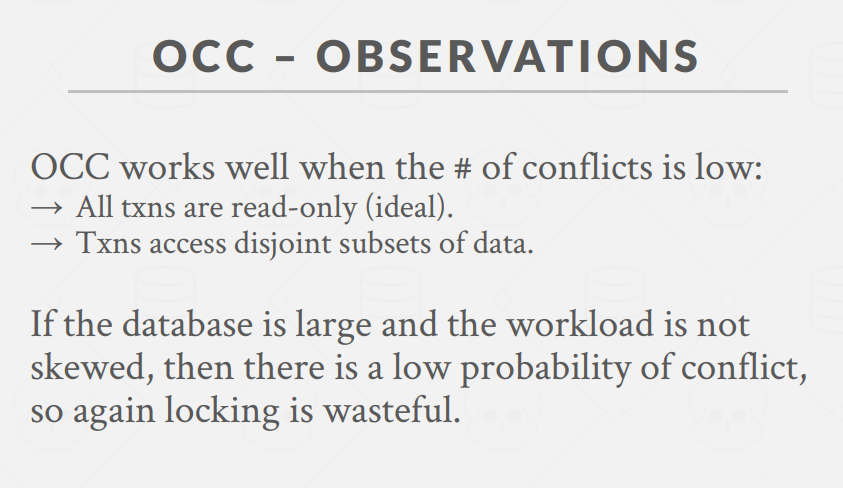 OCC – OBSERVATIONS
OCC works well when the # of conflicts is low:
→ All txns are read-only (ideal).
→ Txns access disjoint subsets of data.
If the database is large and the workload is not
skewed, then there is a low probability of conflict,
so again locking is wasteful.